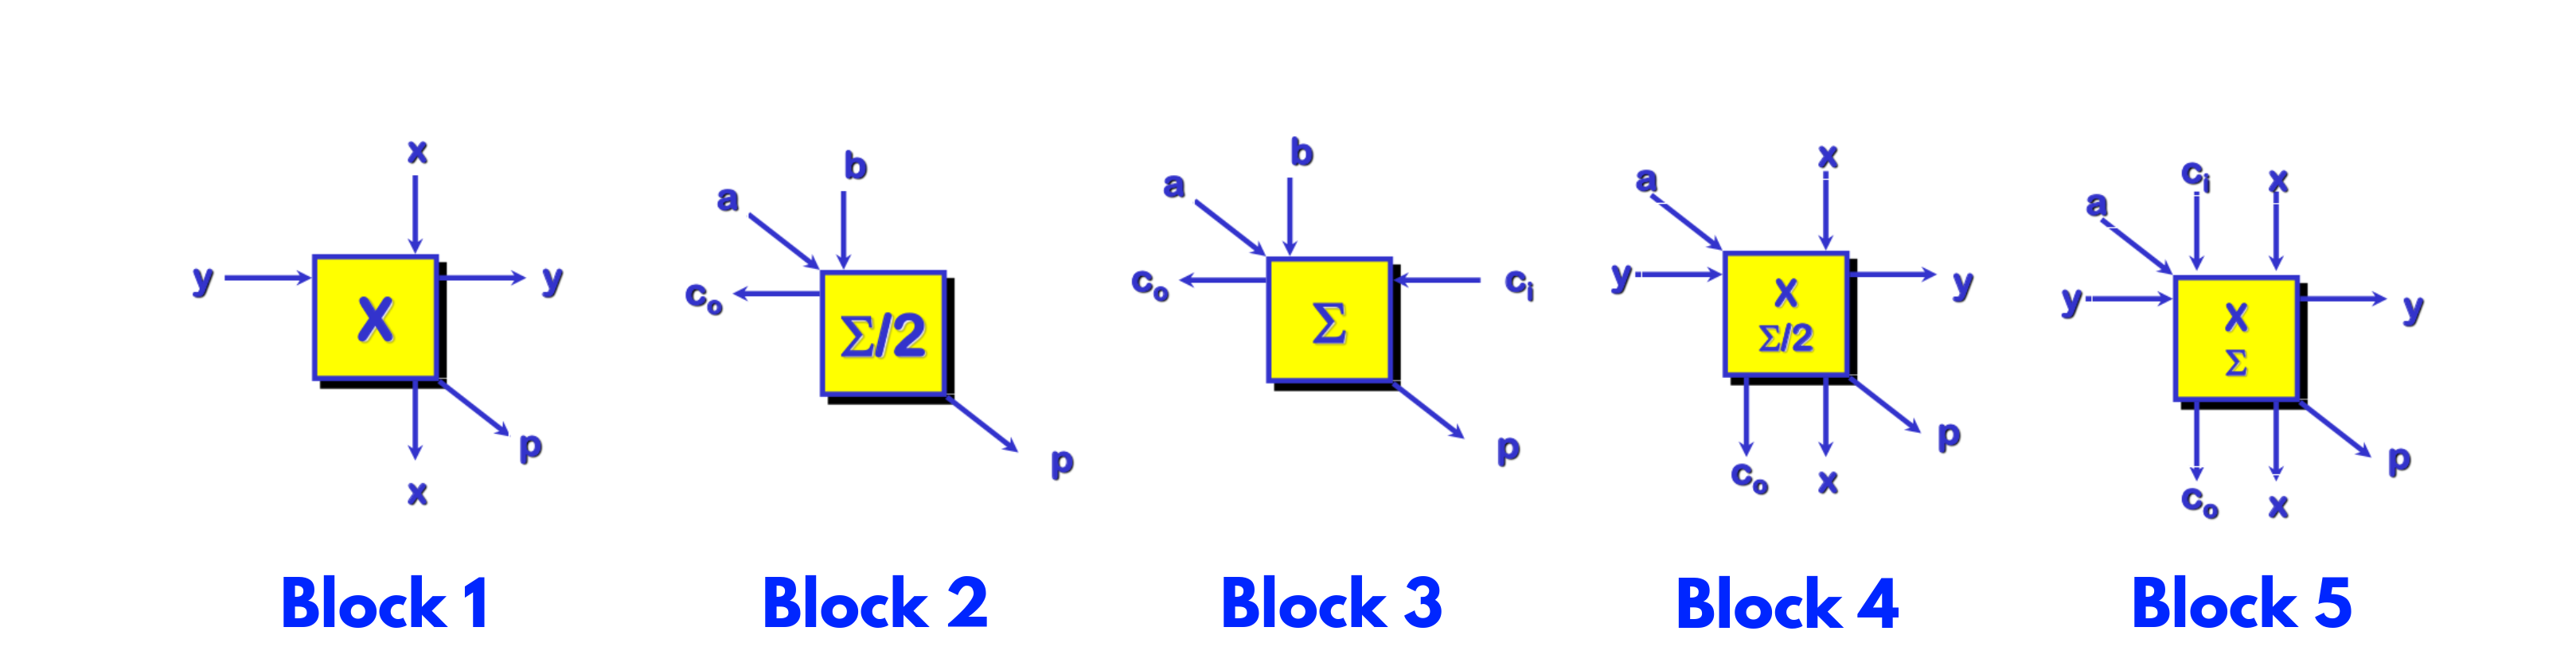 x
y
X
y
p
x
Block 1
b
a
cₒ
Σ/2
p
Block 2
b
a
cₒ
Σ
cᵢ
p
Block 3
x
a
y
X
Σ/2
y
p
cₒ
x
Block 4
cᵢ
x
a
y
X
Σ
y
p
cₒ
x
Block 5